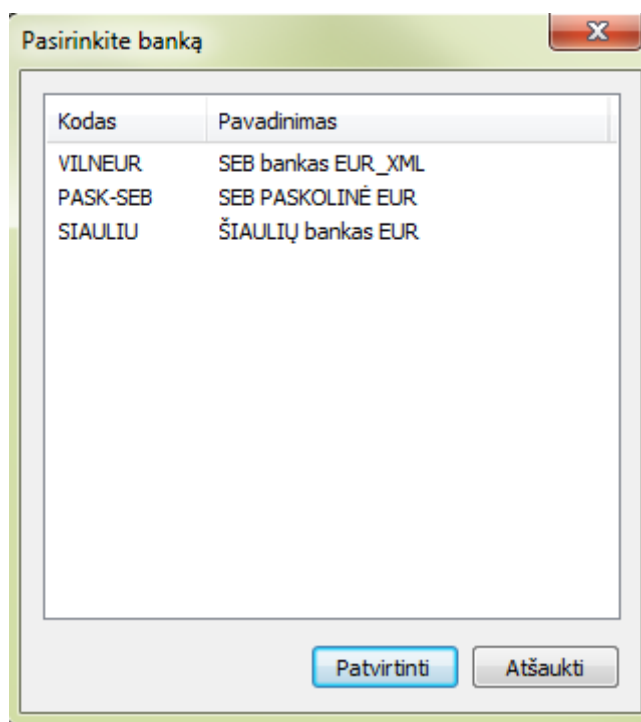 Pasirinkite banką
Kodas Pavadinimas
VILNEUR SEB bankas EUR_XML
PASK-SEB SEB PASKOLINĖ EUR
SIAULIU ŠIAULIŲ bankas EUR
Patvirtinti Atšaukti